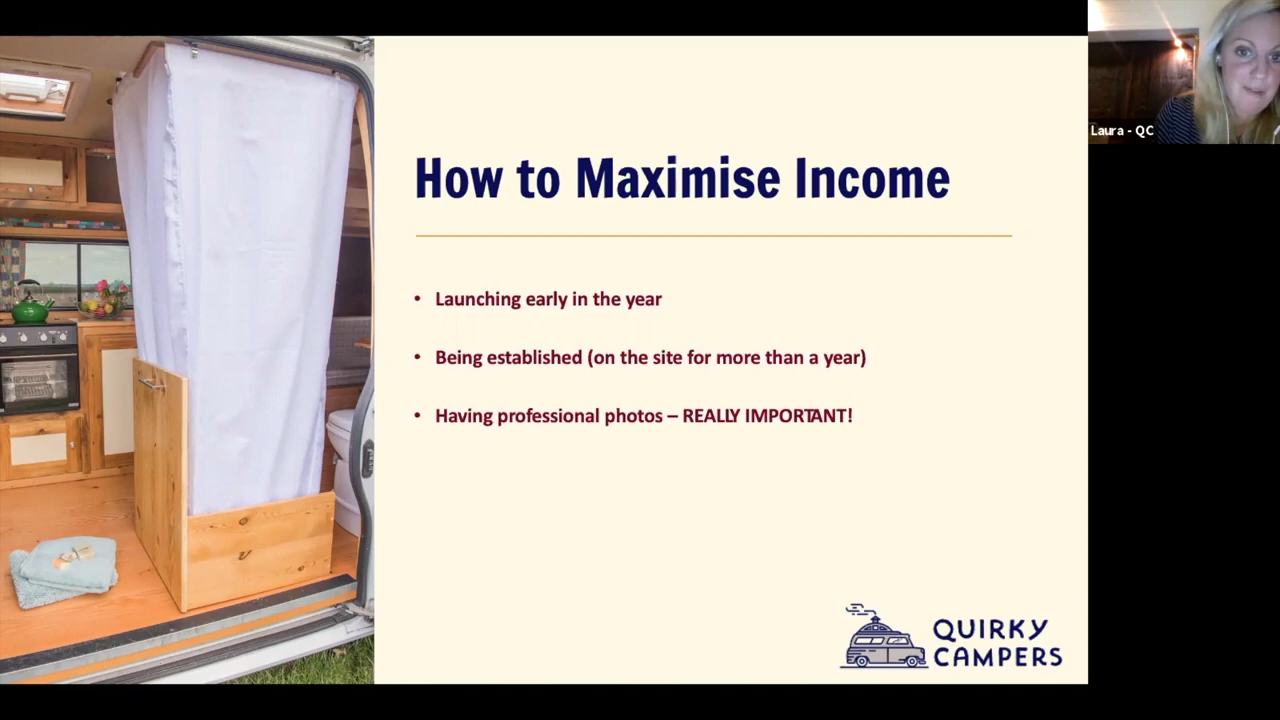 Laura - QC
How to Maximise Income
• Launching early in the year
• Being established (on the site for more than a year)
• Having professional photos – REALLY IMPORTANT!
QUIRKY
CAMPERS